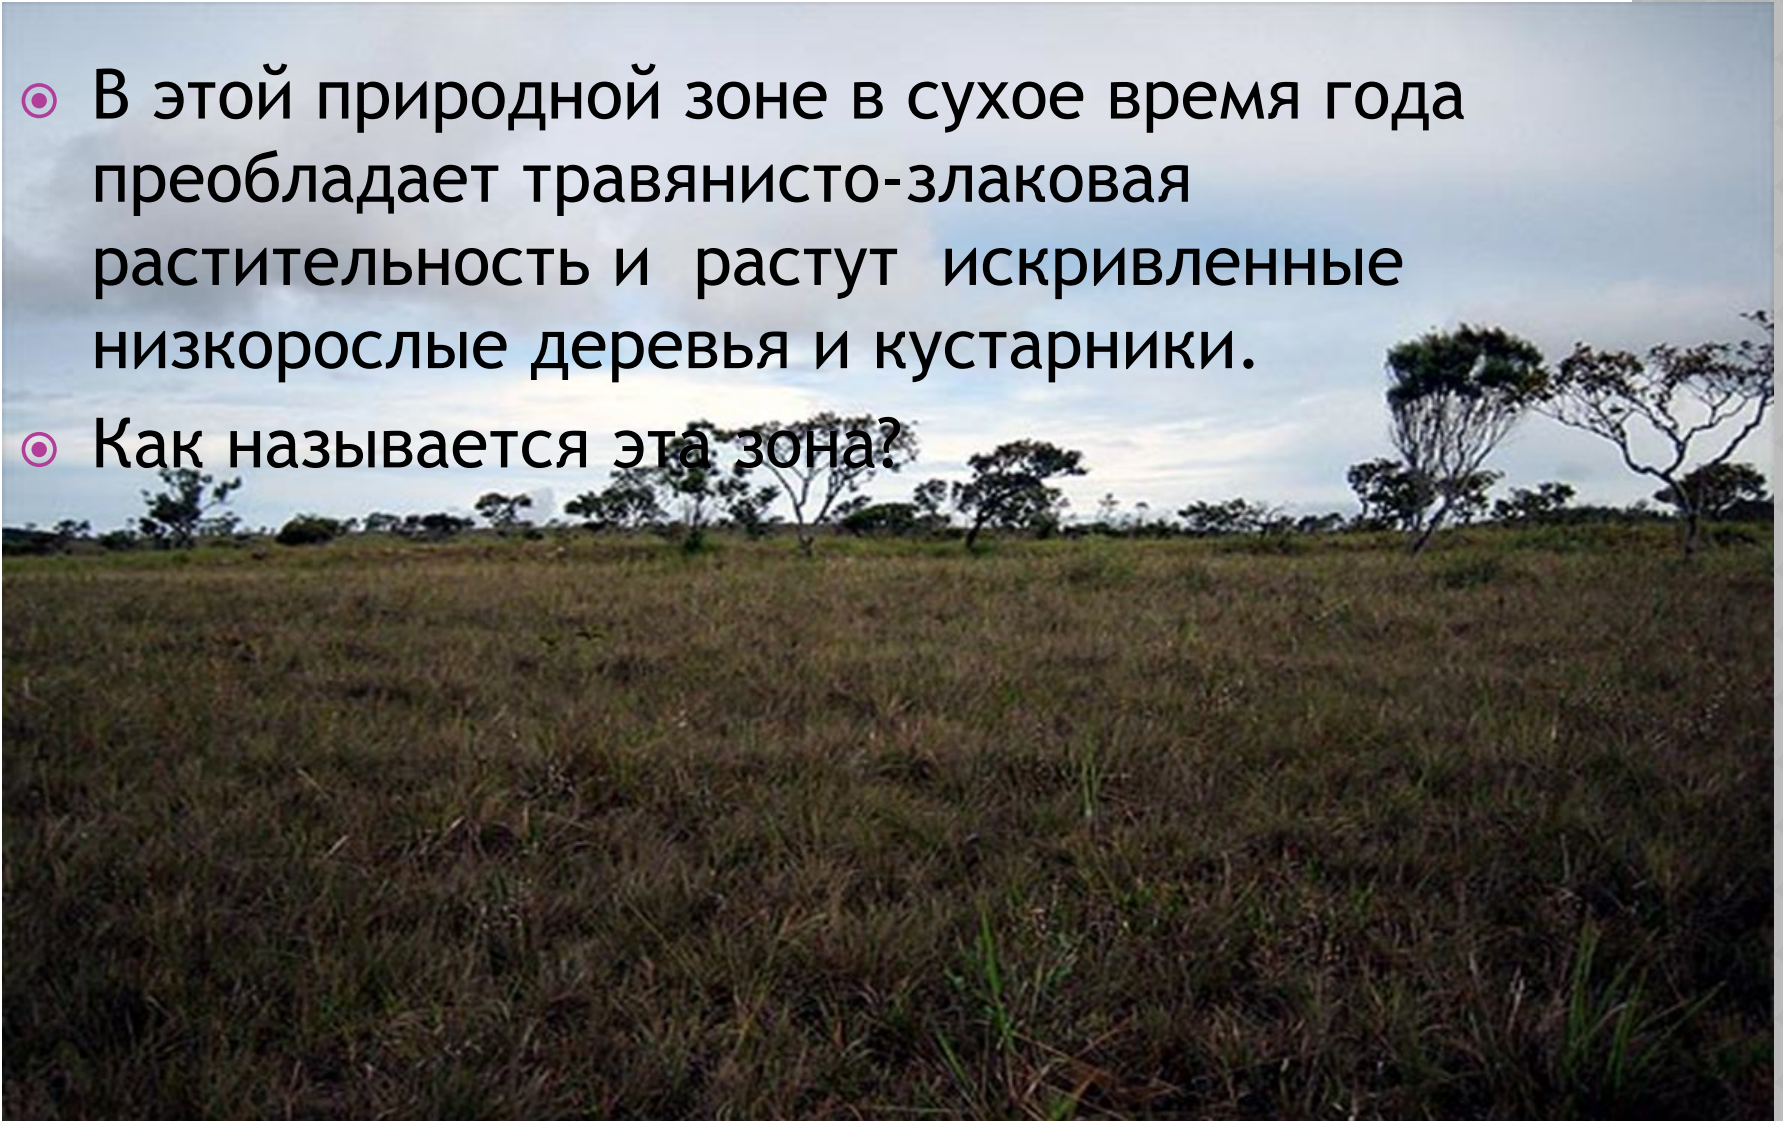 В этой природной зоне в сухое время года
преобладает травянисто-злаковая
растительность и растут искривленные
низкорослые деревья и кустарники.
Как называется эта зона?